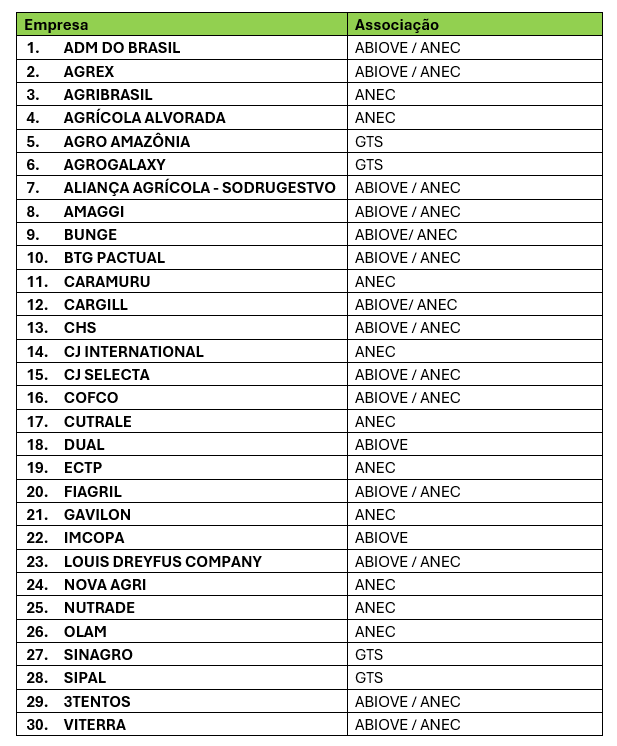 Empresa Associação
1. ADM DO BRASIL ABIOVE / ANEC
2. AGREX ABIOVE / ANEC
3. AGRIBRASIL ANEC
4. AGRÍCOLA ALVORADA ANEC
5. AGRO AMAZÔNIA GTS
6. AGROGALAXY GTS
7. ALIANÇA AGRÍCOLA - SODRUGESTVO ABIOVE / ANEC
8. AMAGGI ABIOVE / ANEC
9. BUNGE ABIOVE/ ANEC
10. BTG PACTUAL ABIOVE / ANEC
11. CARAMURU ANEC
12. CARGILL ABIOVE/ ANEC
13. CHS ABIOVE / ANEC
14. CJ INTERNATIONAL ANEC
15. CJ SELECTA ABIOVE / ANEC
16. COFCO ABIOVE / ANEC
17. CUTRALE ANEC
18. DUAL ABIOVE
19. ECTP ANEC
20. FIAGRIL ABIOVE / ANEC
21. GAVILON ANEC
22. IMCOPA ABIOVE
23. LOUIS DREYFUS COMPANY ABIOVE / ANEC
24. NOVA AGRI ANEC
25. NUTRADE ANEC
26. OLAM ANEC
27. SINAGRO GTS
28. SIPAL GTS
29. 3TENTOS ABIOVE / ANEC
30. VITERRA ABIOVE / ANEC